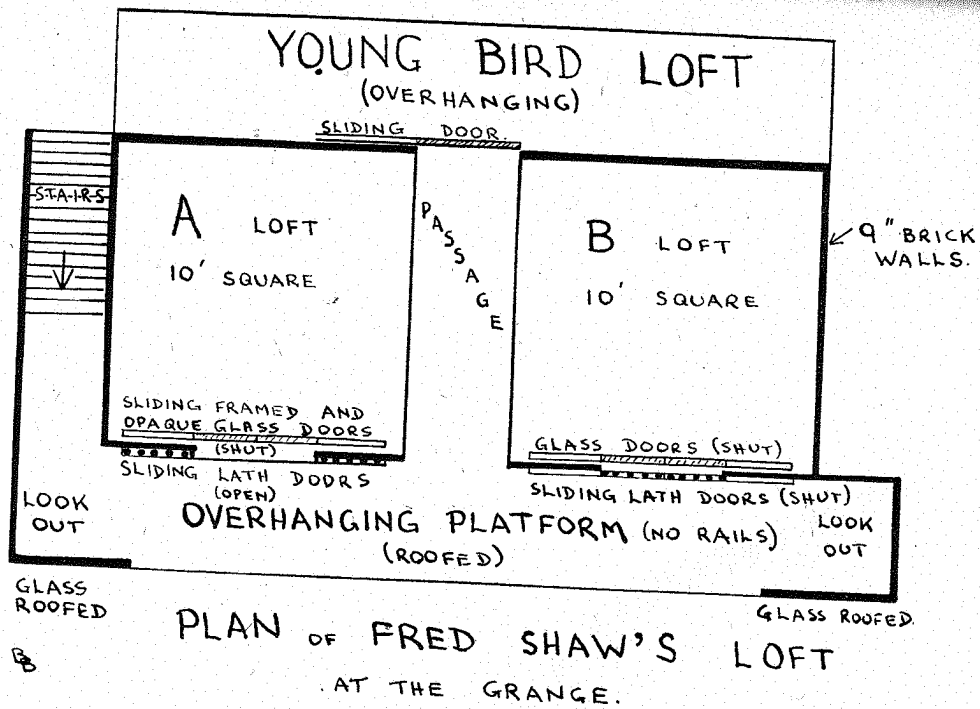 YOUNG BIRD LOFT
(OVERHANGING)
SLIDING DOOR.
S-T-A-I-R-S
A LOFT
10' SQUARE
PASSAGE
B LOFT
10' SQUARE
9" BRICK
WALLS.
SLIDING FRAMED AND
OPAQUE GLASS DOORS
(SHUT)
SLIDING LATH DOORS
(OPEN)
GLASS DOORS (SHUT)
SLIDING LATH DOORS (SHUT)
LOOK
OUT
OVERHANGING PLATFORM (NO RAILS)
(ROOFED)
LOOK
OUT
GLASS
ROOFED
GLASS ROOFED.
PLAN OF FRED SHAW'S LOFT
. AT THE GRANGE.
BB